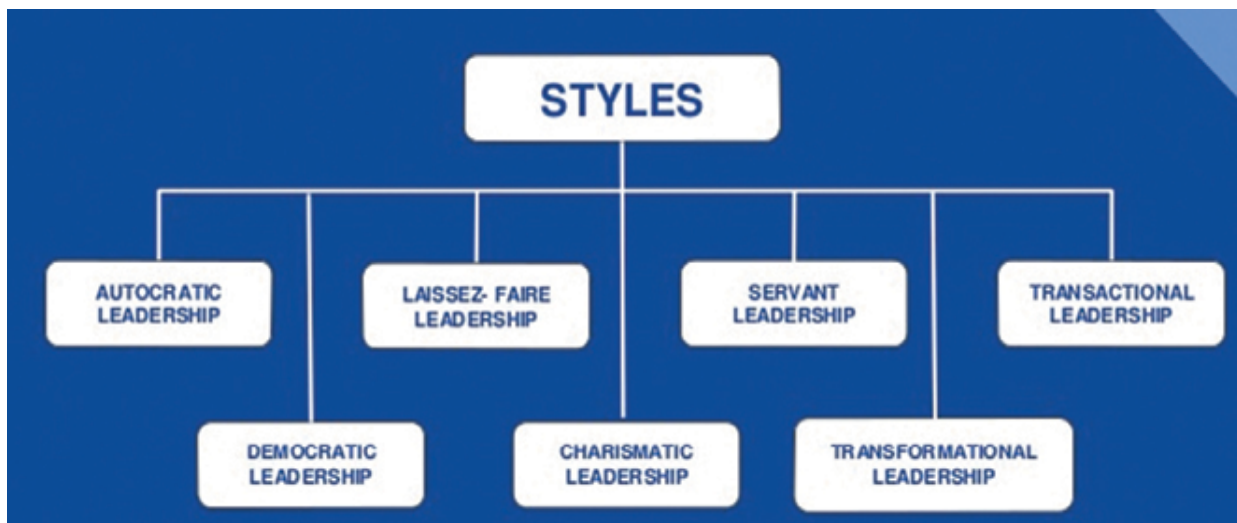 STYLES
AUTOCRATIC
LEADERSHIP
LAISSEZ- FAIRE
LEADERSHIP
SERVANT
LEADERSHIP
TRANSACTIONAL
LEADERSHIP
DEMOCRATIC
LEADERSHIP
CHARISMATIC
LEADERSHIP
TRANSFORMATIONAL
LEADERSHIP